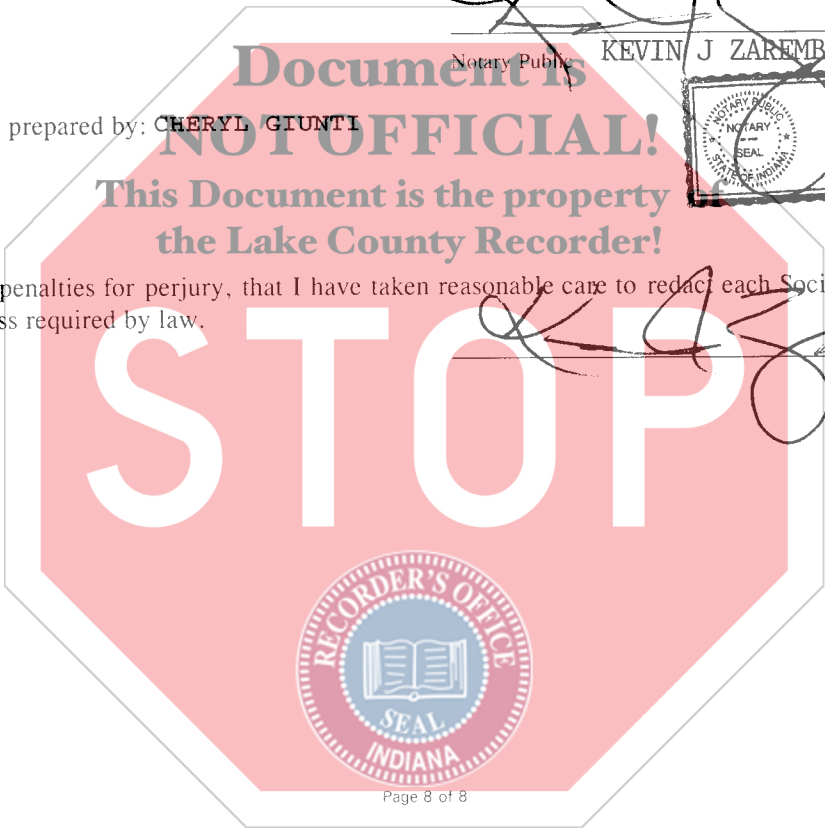 Notary Public KEVIN J ZAREMB
Document is
NOTARY PUBLIC
NOTARY
SEAL
STATE OF INDIANA
prepared by: CHERYL GIUNTI
NOT OFFICIAL!
This Document is the property of
the Lake County Recorder!
penalties for perjury, that I have taken reasonable care to redact each Soci
ss required by law.
STOP
RECORDER'S OFFICE
SEAL
INDIANA
Page 8 of 8